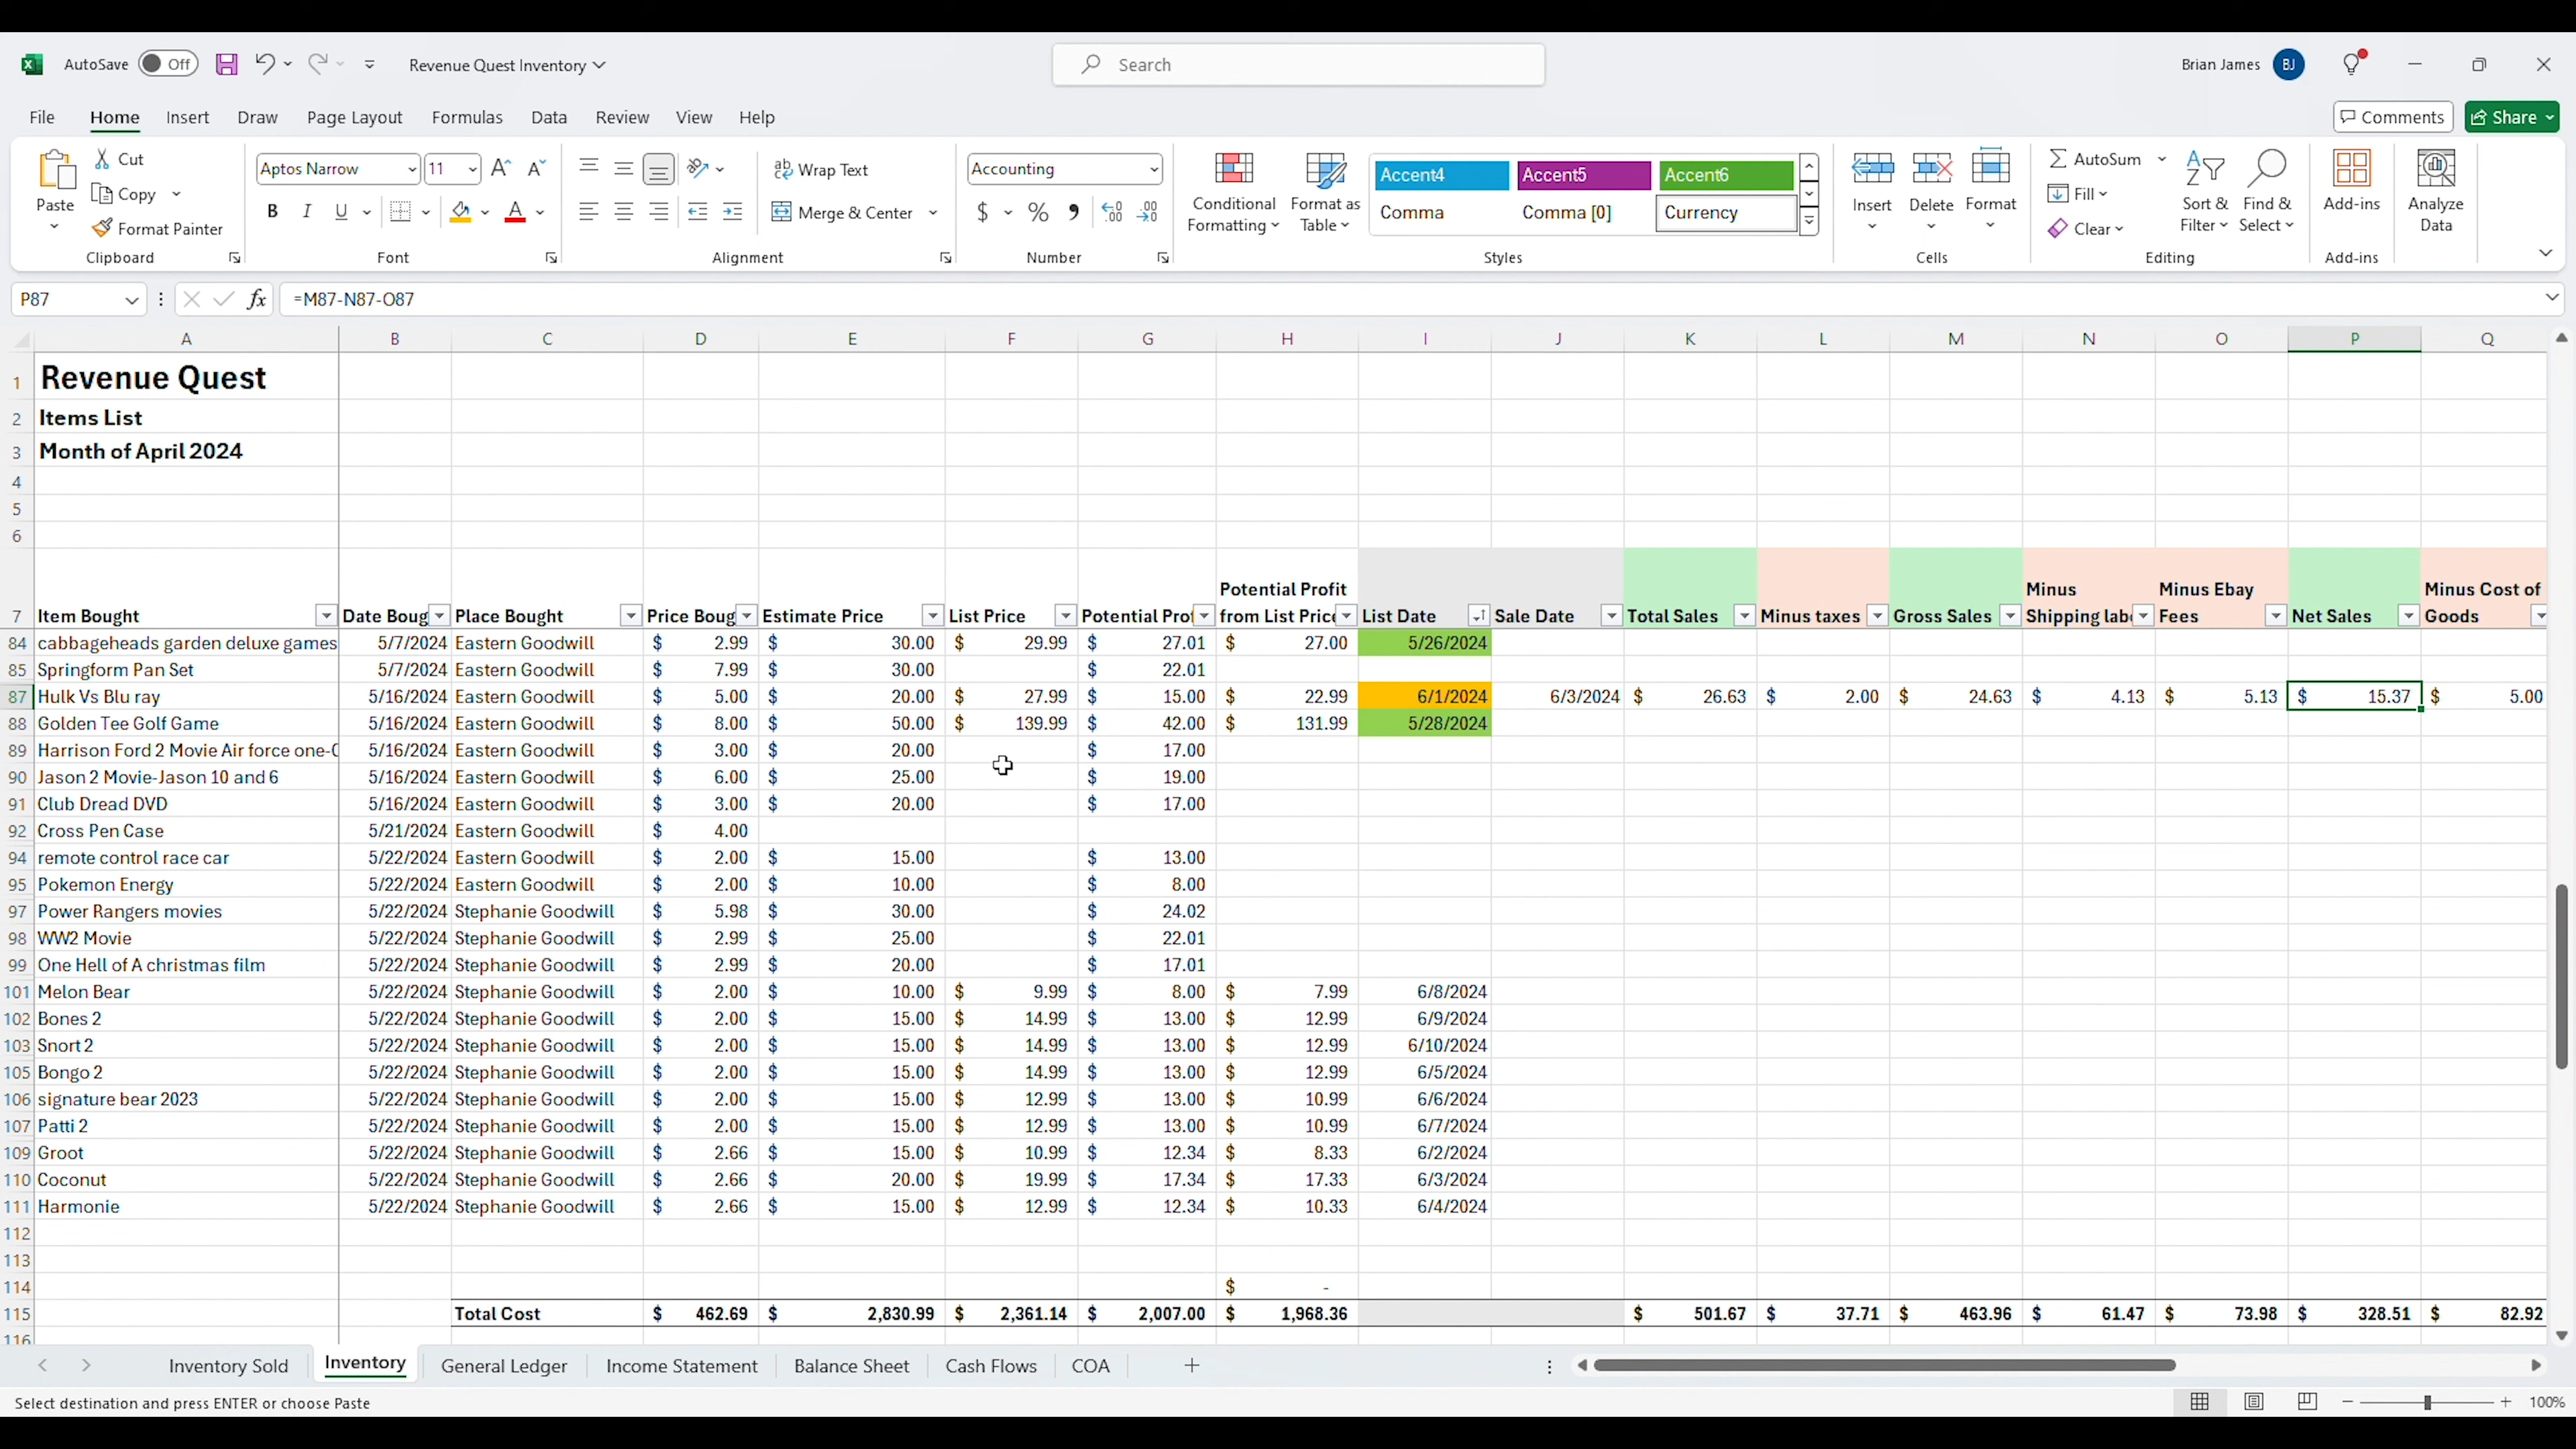 AutoSave Off Revenue Quest Inventory Search Brian James BJ
File Home Insert Draw Page Layout Formulas Data Review View Help Comments Share
Paste Cut Copy Format Painter Clipboard
Aptos Narrow 11 B I U A Font
Wrap Text Merge & Center Alignment
Accounting $ % Number
Conditional Formatting Format as Table Accent4 Accent5 Accent6 Comma Comma [0] Currency Styles
Insert Delete Format Cells
AutoSum Fill Clear Sort & Filter Find & Select Editing
Add-ins Add-ins Analyze Data
P87 fx =M87-N87-O87
A B C D E F G H I J K L M N O P Q
1 Revenue Quest
2 Items List
3 Month of April 2024
4
5
6
7 Item Bought Date Boug Place Bought Price Boug Estimate Price List Price Potential Prof Potential Profit from List Price List Date Sale Date Total Sales Minus taxes Gross Sales Minus Shipping lab Minus Ebay Fees Net Sales Minus Cost of Goods
84 cabbageheads garden deluxe games 5/7/2024 Eastern Goodwill $ 2.99 $ 30.00 $ 29.99 $ 27.01 $ 27.00 5/26/2024
85 Springform Pan Set 5/7/2024 Eastern Goodwill $ 7.99 $ 30.00 $ 22.01
87 Hulk Vs Blu ray 5/16/2024 Eastern Goodwill $ 5.00 $ 20.00 $ 27.99 $ 15.00 $ 22.99 6/1/2024 6/3/2024 $ 26.63 $ 2.00 $ 24.63 $ 4.13 $ 5.13 $ 15.37 $ 5.00
88 Golden Tee Golf Game 5/16/2024 Eastern Goodwill $ 8.00 $ 50.00 $ 139.99 $ 42.00 $ 131.99 5/28/2024
89 Harrison Ford 2 Movie Air force one- 5/16/2024 Eastern Goodwill $ 3.00 $ 20.00 $ 17.00
90 Jason 2 Movie-Jason 10 and 6 5/16/2024 Eastern Goodwill $ 6.00 $ 25.00 $ 19.00
91 Club Dread DVD 5/16/2024 Eastern Goodwill $ 3.00 $ 20.00 $ 17.00
92 Cross Pen Case 5/21/2024 Eastern Goodwill $ 4.00
94 remote control race car 5/22/2024 Eastern Goodwill $ 2.00 $ 15.00 $ 13.00
95 Pokemon Energy 5/22/2024 Eastern Goodwill $ 2.00 $ 10.00 $ 8.00
97 Power Rangers movies 5/22/2024 Stephanie Goodwill $ 5.98 $ 30.00 $ 24.02
98 WW2 Movie 5/22/2024 Stephanie Goodwill $ 2.99 $ 25.00 $ 22.01
99 One Hell of A christmas film 5/22/2024 Stephanie Goodwill $ 2.99 $ 20.00 $ 17.01
101 Melon Bear 5/22/2024 Stephanie Goodwill $ 2.00 $ 10.00 $ 9.99 $ 8.00 $ 7.99 6/8/2024
102 Bones 2 5/22/2024 Stephanie Goodwill $ 2.00 $ 15.00 $ 14.99 $ 13.00 $ 12.99 6/9/2024
103 Snort 2 5/22/2024 Stephanie Goodwill $ 2.00 $ 15.00 $ 14.99 $ 13.00 $ 12.99 6/10/2024
105 Bongo 2 5/22/2024 Stephanie Goodwill $ 2.00 $ 15.00 $ 14.99 $ 13.00 $ 12.99 6/5/2024
106 signature bear 2023 5/22/2024 Stephanie Goodwill $ 2.00 $ 15.00 $ 12.99 $ 13.00 $ 10.99 6/6/2024
107 Patti 2 5/22/2024 Stephanie Goodwill $ 2.00 $ 15.00 $ 12.99 $ 13.00 $ 10.99 6/7/2024
109 Groot 5/22/2024 Stephanie Goodwill $ 2.66 $ 15.00 $ 10.99 $ 12.34 $ 8.33 6/2/2024
110 Coconut 5/22/2024 Stephanie Goodwill $ 2.66 $ 20.00 $ 19.99 $ 17.34 $ 17.33 6/3/2024
111 Harmonie 5/22/2024 Stephanie Goodwill $ 2.66 $ 15.00 $ 12.99 $ 12.34 $ 10.33 6/4/2024
112
113
114 $ -
115 Total Cost $ 462.69 $ 2,830.99 $ 2,361.14 $ 2,007.00 $ 1,968.36 $ 501.67 $ 37.71 $ 463.96 $ 61.47 $ 73.98 $ 328.51 $ 82.92
116
Inventory Sold Inventory General Ledger Income Statement Balance Sheet Cash Flows COA
Select destination and press ENTER or choose Paste 100%